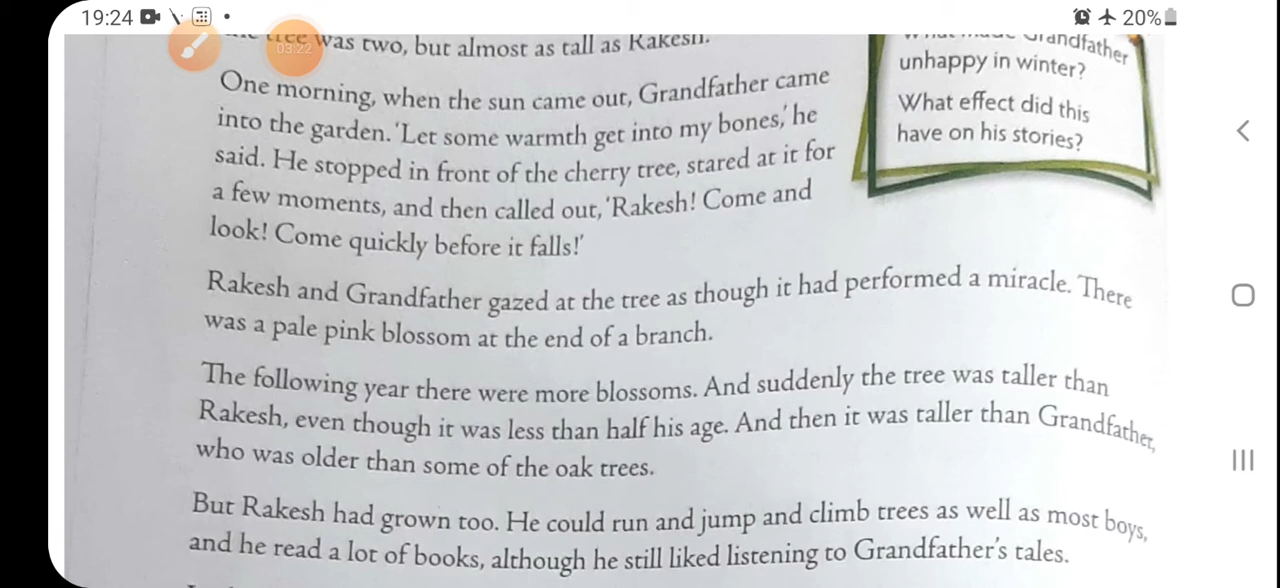 19:24
20%
03:22
tree was two, but almost as tall as Rakesh.
Grandfather
unhappy in winter?
What effect did this
have on his stories?
One morning, when the sun came out, Grandfather came
into the garden. 'Let some warmth get into my bones,' he
said. He stopped in front of the cherry tree, stared at it for
a few moments, and then called out, 'Rakesh! Come and
look! Come quickly before it falls!'
Rakesh and Grandfather gazed at the tree as though it had performed a miracle. There
was a pale pink blossom at the end of a branch.
The following year there were more blossoms. And suddenly the tree was taller than
Rakesh, even though it was less than half his age. And then it was taller than Grandfather,
who was older than some of the oak trees.
But Rakesh had grown too. He could run and jump and climb trees as well as most boys,
and he read a lot of books, although he still liked listening to Grandfather's tales.